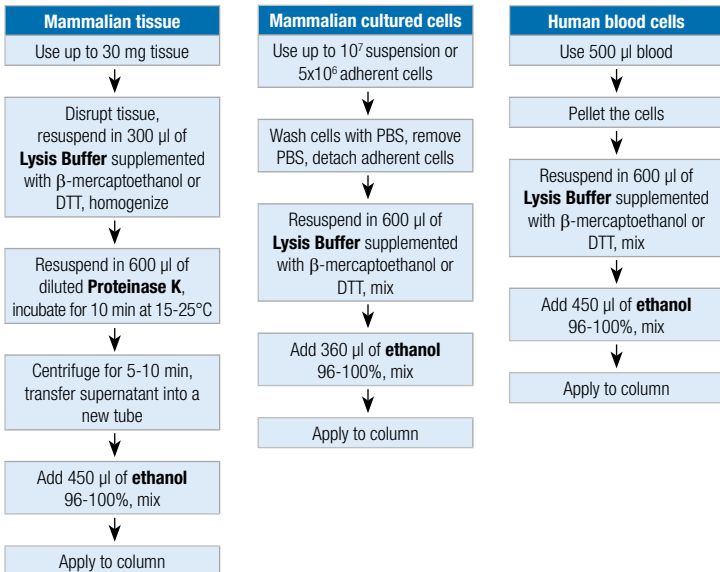 Mammalian tissue
Use up to 30 mg tissue
Disrupt tissue,
resuspend in 300 µl of
Lysis Buffer supplemented
with β-mercaptoethanol or
DTT, homogenize
Resuspend in 600 µl of
diluted Proteinase K,
incubate for 10 min at 15-25°C
Centrifuge for 5-10 min,
transfer supernatant into a
new tube
Add 450 µl of ethanol
96-100%, mix
Apply to column
Mammalian cultured cells
Use up to 10⁷ suspension or
5x10⁶ adherent cells
Wash cells with PBS, remove
PBS, detach adherent cells
Resuspend in 600 µl of
Lysis Buffer supplemented
with β-mercaptoethanol or
DTT, mix
Add 360 µl of ethanol
96-100%, mix
Apply to column
Human blood cells
Use 500 µl blood
Pellet the cells
Resuspend in 600 µl of
Lysis Buffer supplemented
with β-mercaptoethanol or
DTT, mix
Add 450 µl of ethanol
96-100%, mix
Apply to column